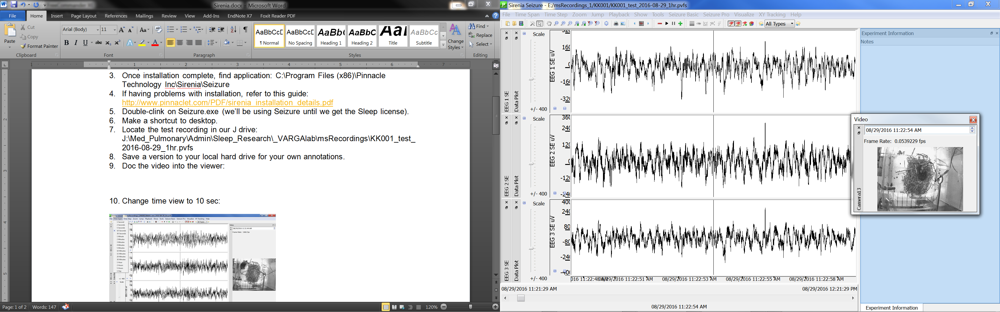 Sirenia.docx - Microsoft Word
File Home Insert Page Layout References Mailings Review View Add-Ins EndNote X7 Foxit Reader PDF
Paste
Cut
Copy
Format Painter
Clipboard
Arial (Body) 11
Font
Paragraph
AaBbCcD AaBbCcD AaBb( AaBbC AaI AaBbCc
¶ Normal No Spacing Heading 1 Heading 2 Title Subtitle
Change Styles
Styles
Find
Replace
Select
Editing
3. Once installation complete, find application: C:\Program Files (x86)\Pinnacle
Technology Inc\Sirenia\Seizure
4. If having problems with installation, refer to this guide:
http://www.pinnaclet.com/PDF/sirenia_installation_details.pdf
5. Double-clink on Seizure.exe (we’ll be using Seizure until we get the Sleep license).
6. Make a shortcut to desktop.
7. Locate the test recording in our J drive:
J:\Med_Pulmonary\Admin\Sleep_Research\_VARGAlab\msRecordings\KK001_test_
2016-08-29_1hr.pvfs
8. Save a version to your local hard drive for your own annotations.
9. Doc the video into the viewer:
10. Change time view to 10 sec:
Page: 1 of 2 Words: 147
120%
Sirenia Seizure - E:/msRecordings_1/KK001/KK001_test_2016-08-29_1hr.pvfs
File Time Span Time Step Zoom Jump Playback Show Tools Seizure Basic Seizure Pro Visualize XY Tracking Help
All Types
EEG 1 SE
Data Plot
Scale
+/- 400
EEG 1 SE uV
320
160
0
-160
-320
EEG 2 SE
Data Plot
Scale
+/- 400
EEG 2 SE uV
360
240
120
0
-120
-240
EEG 3 SE
Data Plot
Scale
+/- 400
EEG 3 SE uV
400
240
80
-80
-240
-400
016 11:22:48 AM
08/29/2016 11:22:51 AM
08/29/2016 11:22:53 AM
08/29/2016 11:22:55 AM
08/29/2016 11:22:58 AM
08/29/2016 11:21:29 AM
08/29/2016 12:21:29 PM
08/29/2016 11:22:54 AM
Experiment Information
Notes
Video
08/29/2016 11:22:54 AM
Frame Rate: 0.0539229 fps
Camera13
Experiment Information